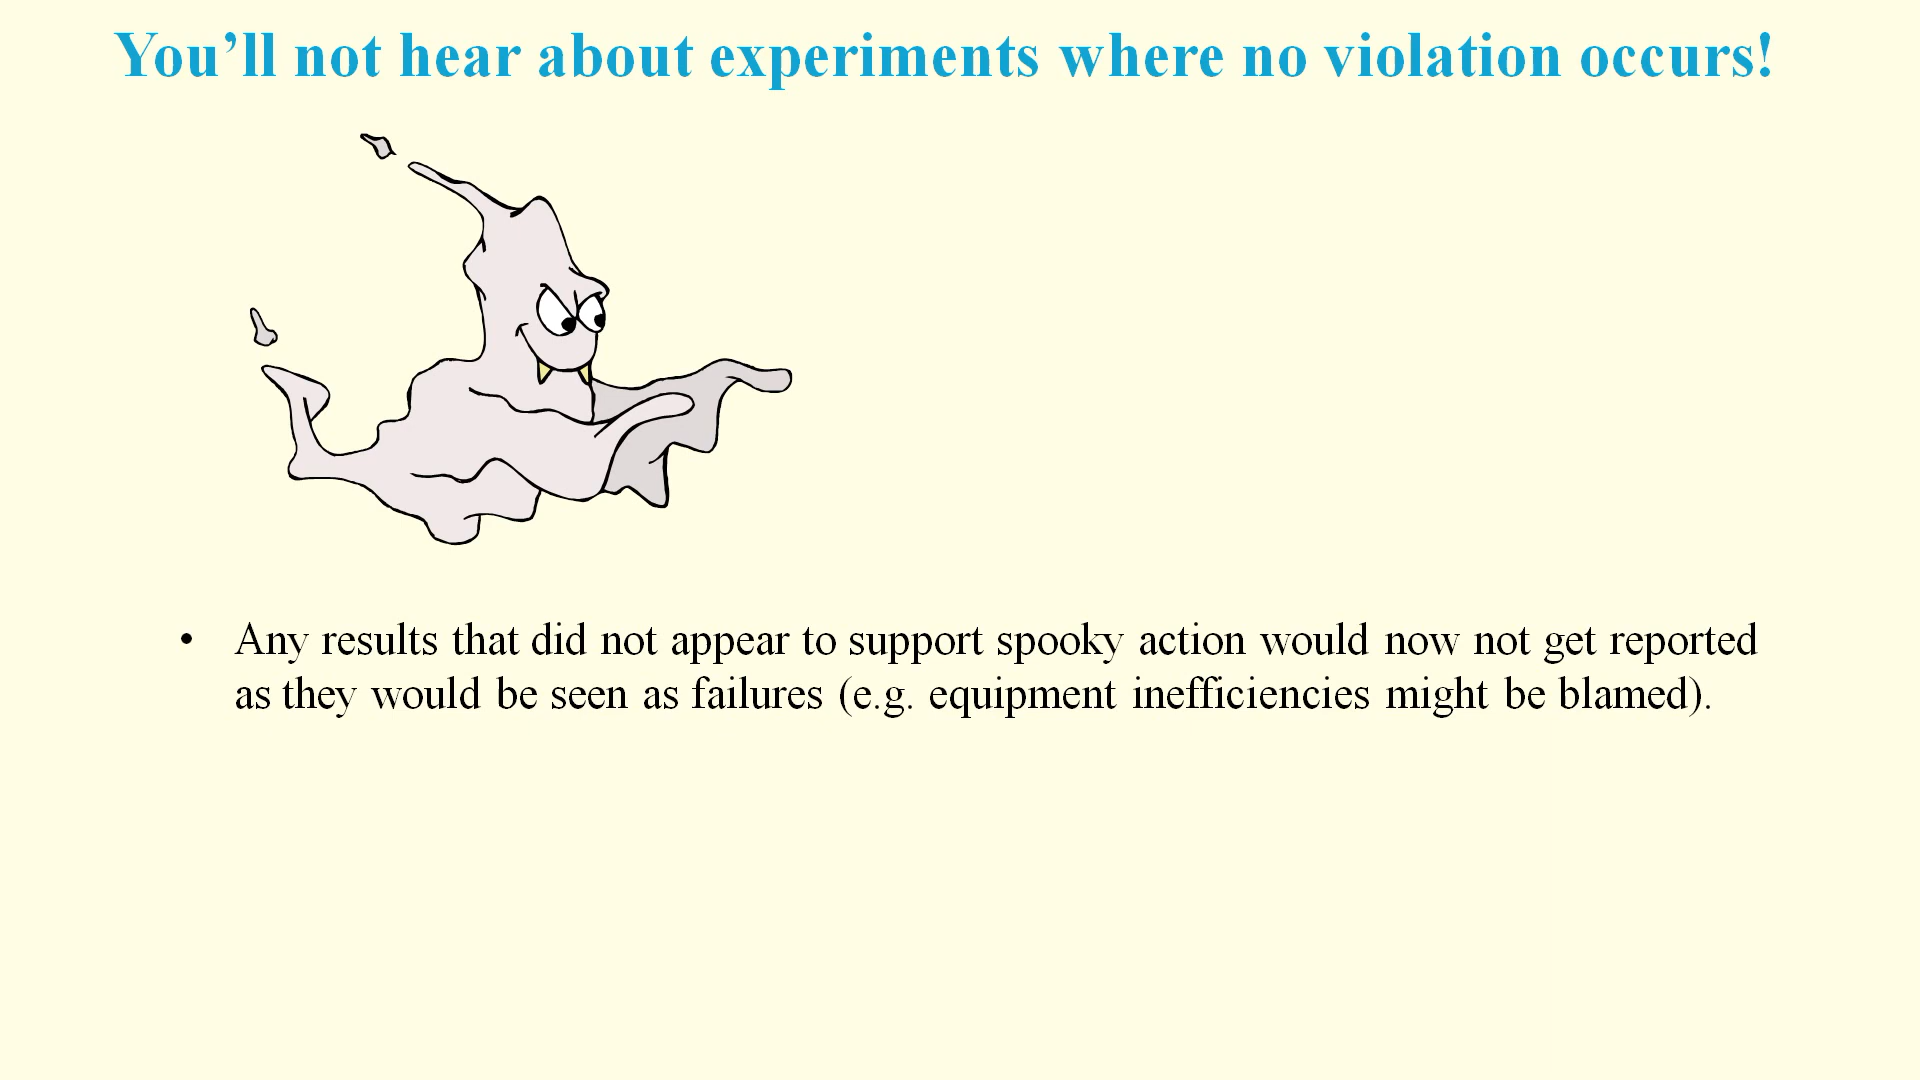 You’ll not hear about experiments where no violation occurs!
• Any results that did not appear to support spooky action would now not get reported
as they would be seen as failures (e.g. equipment inefficiencies might be blamed).